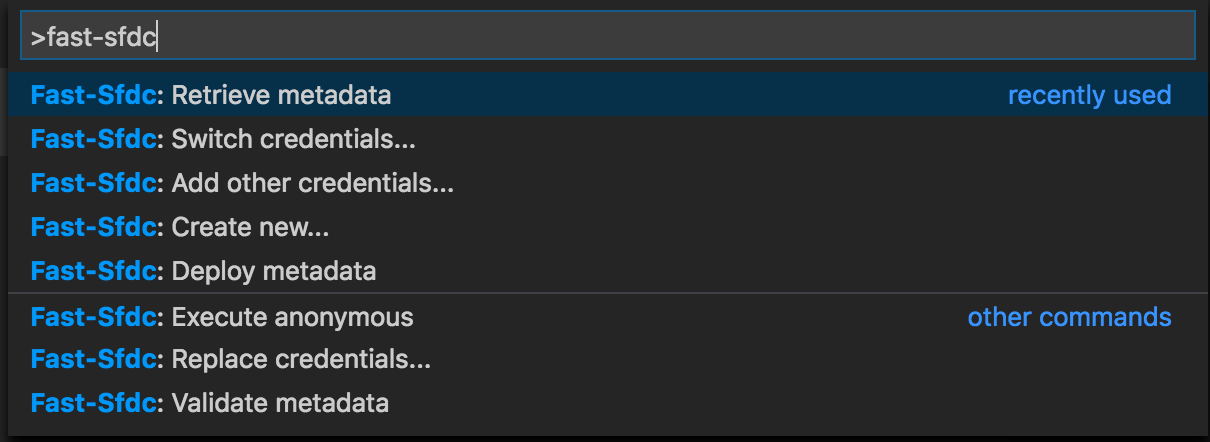 >fast-sfdc
Fast-Sfdc: Retrieve metadata recently used
Fast-Sfdc: Switch credentials...
Fast-Sfdc: Add other credentials...
Fast-Sfdc: Create new...
Fast-Sfdc: Deploy metadata
Fast-Sfdc: Execute anonymous other commands
Fast-Sfdc: Replace credentials...
Fast-Sfdc: Validate metadata